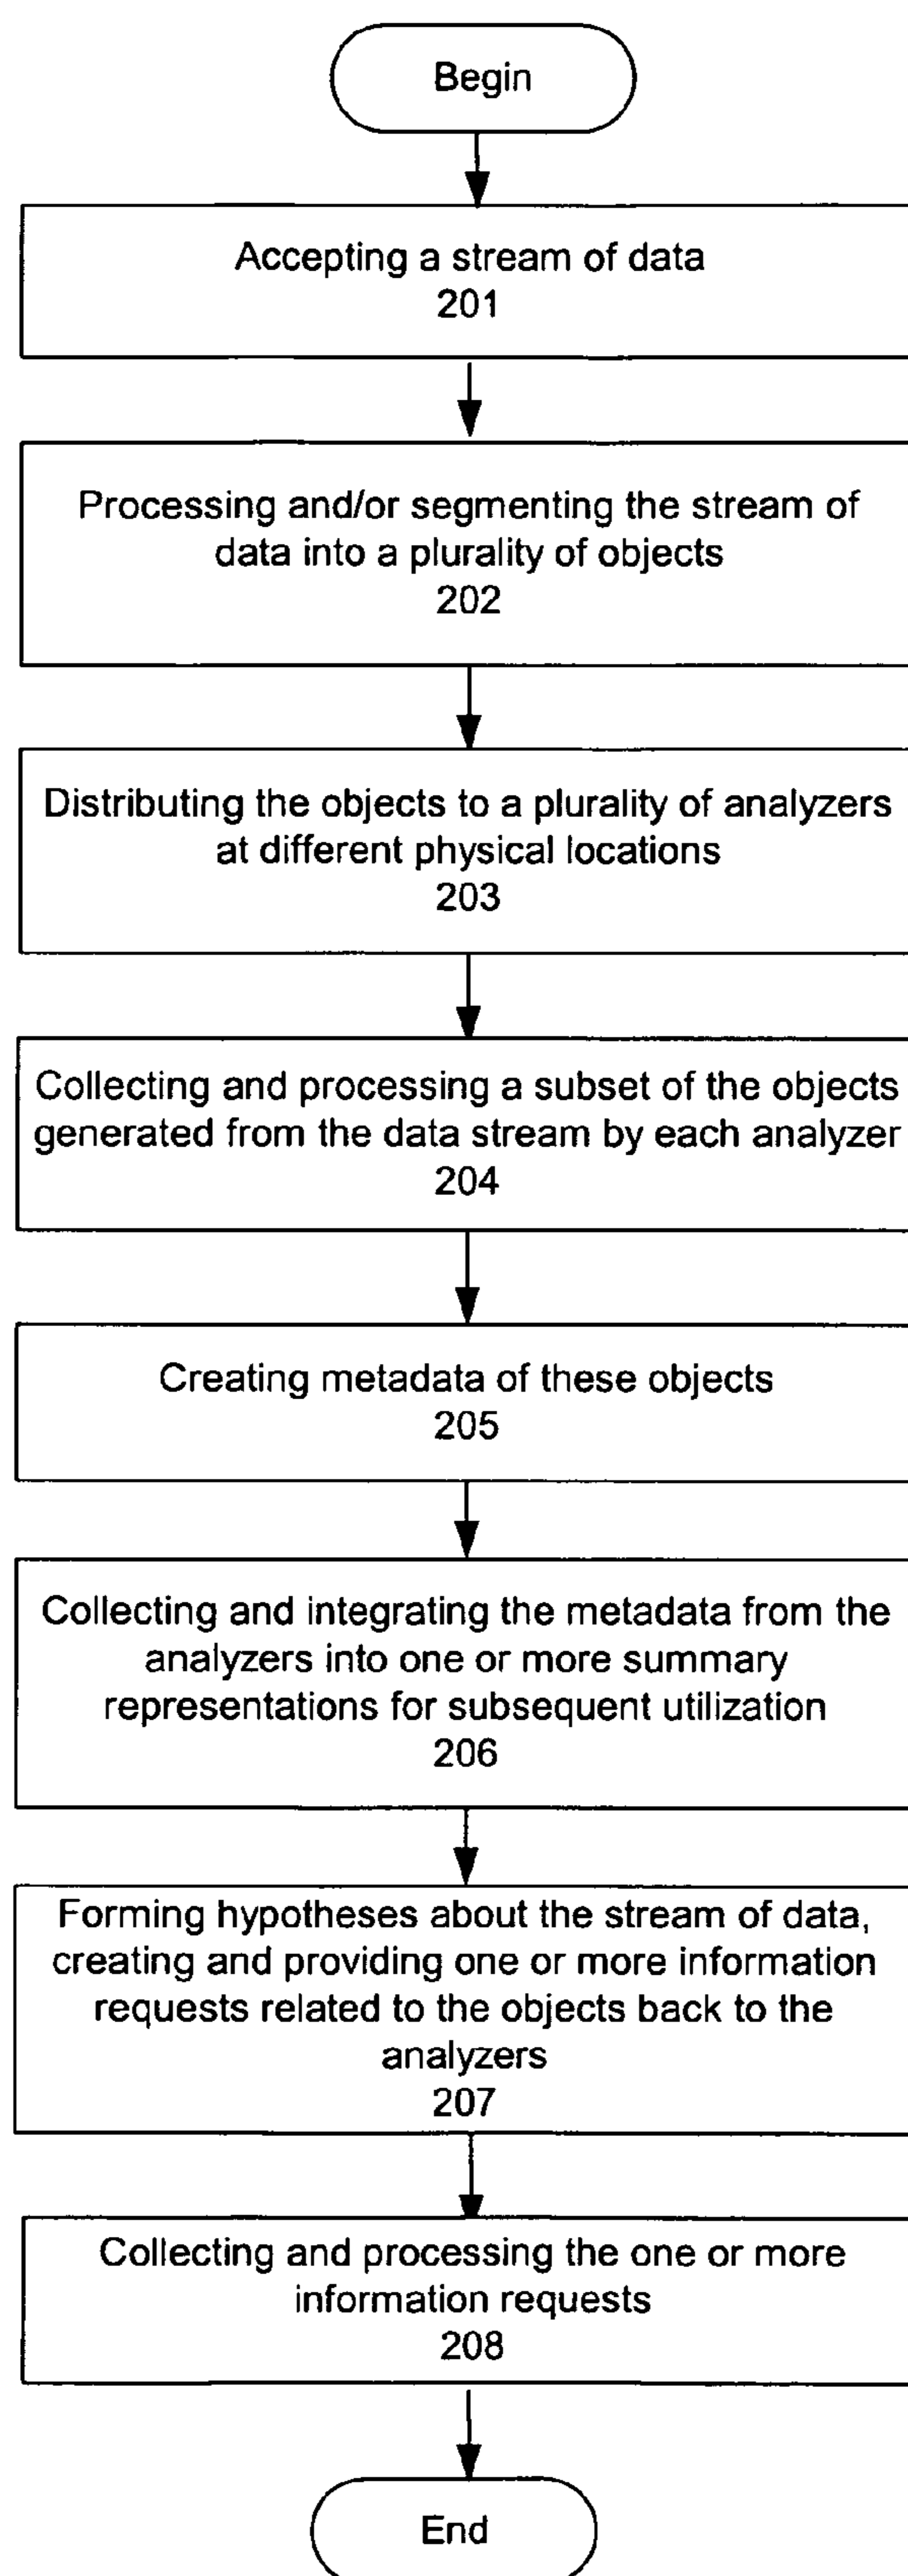 Begin
Accepting a stream of data
201
Processing and/or segmenting the stream of
data into a plurality of objects
202
Distributing the objects to a plurality of analyzers
at different physical locations
203
Collecting and processing a subset of the objects
generated from the data stream by each analyzer
204
Creating metadata of these objects
205
Collecting and integrating the metadata from the
analyzers into one or more summary
representations for subsequent utilization
206
Forming hypotheses about the stream of data,
creating and providing one or more information
requests related to the objects back to the
analyzers
207
Collecting and processing the one or more
information requests
208
End